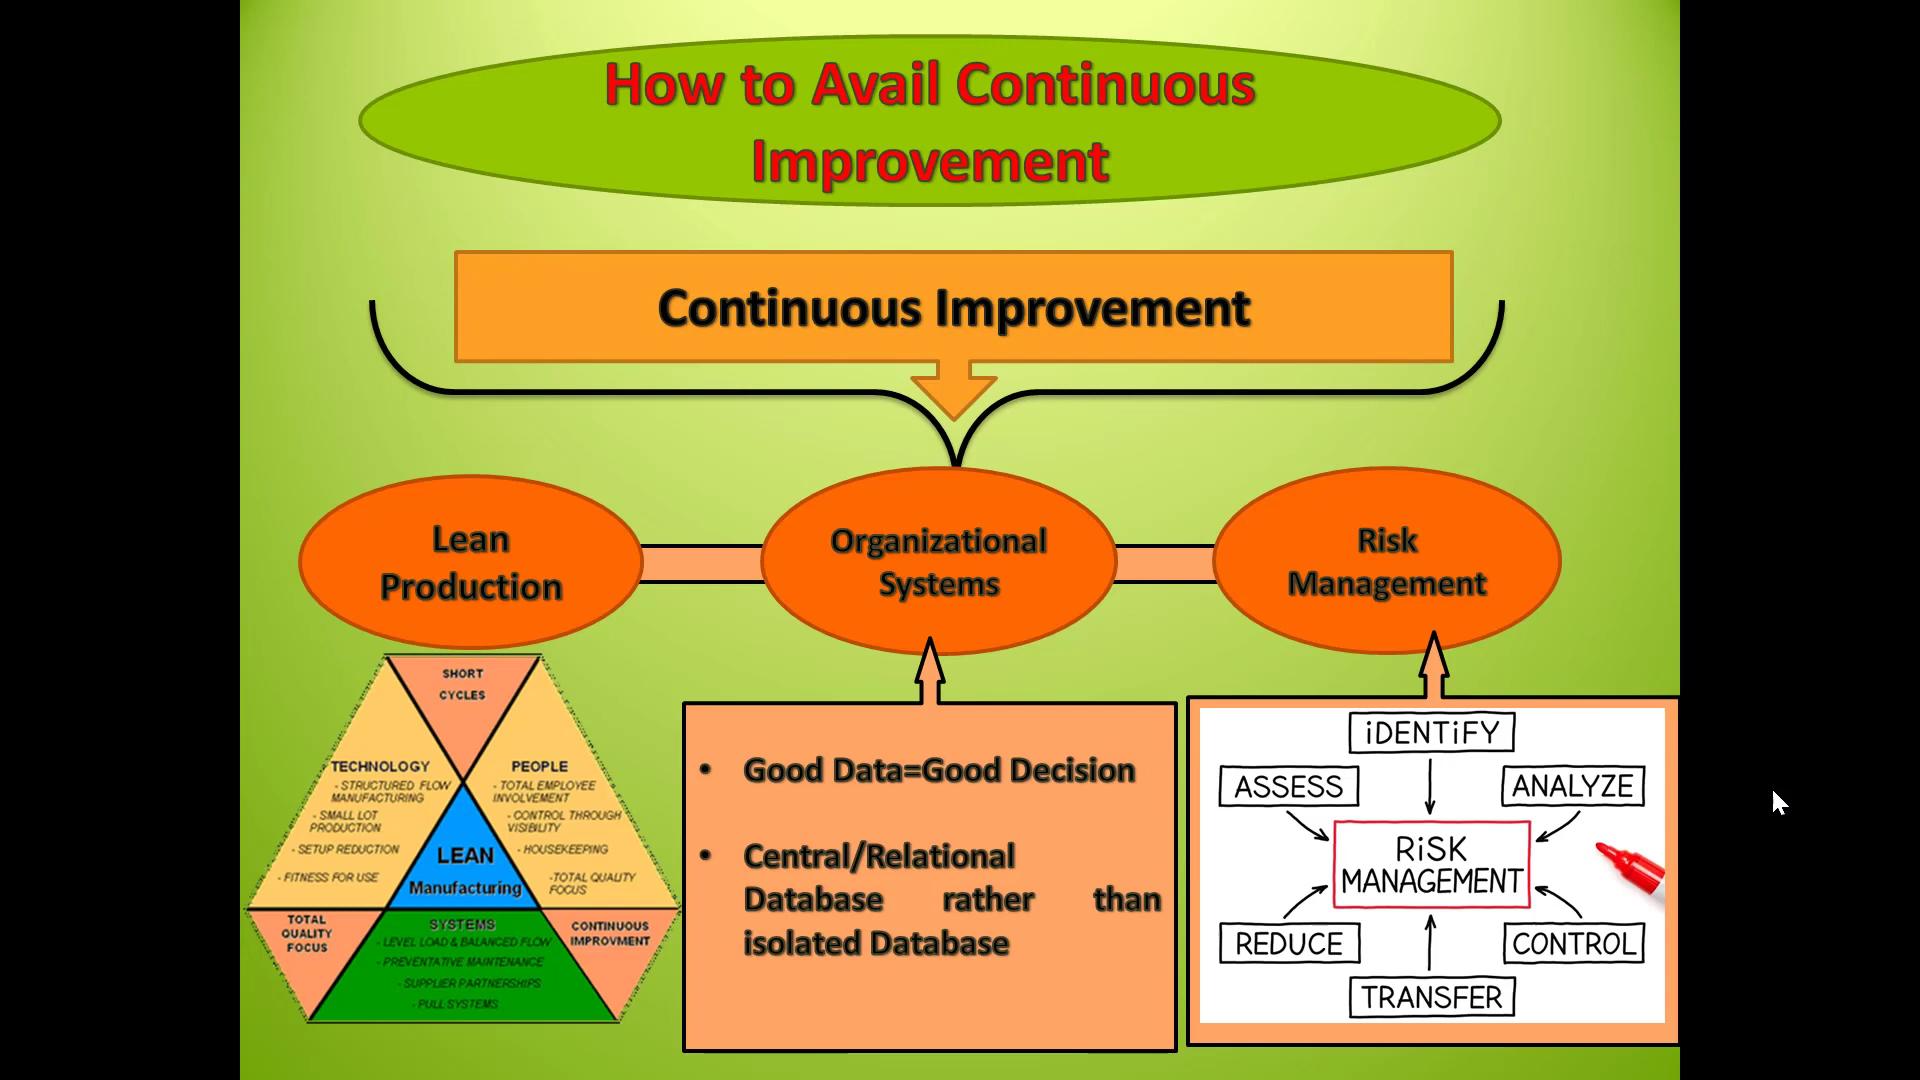 How to Avail Continuous
Improvement
Continuous Improvement
Lean
Production
Organizational
Systems
Risk
Management
SHORT
CYCLES
TECHNOLOGY
- STRUCTURED FLOW
MANUFACTURING
- SMALL LOT
PRODUCTION
- SETUP REDUCTION
- FITNESS FOR USE
PEOPLE
- TOTAL EMPLOYEE
INVOLVEMENT
- CONTROL THROUGH
VISIBILITY
- HOUSEKEEPING
-TOTAL QUALITY
FOCUS
LEAN
Manufacturing
TOTAL
QUALITY
FOCUS
SYSTEMS
- LEVEL LOAD & BALANCED FLOW
- PREVENTATIVE MAINTENANCE
- SUPPLIER PARTNERSHIPS
- PULL SYSTEMS
CONTINUOUS
IMPROVMENT
• Good Data=Good Decision
• Central/Relational
Database rather than
isolated Database
iDENTiFY
ASSESS
ANALYZE
RiSK
MANAGEMENT
REDUCE
CONTROL
TRANSFER